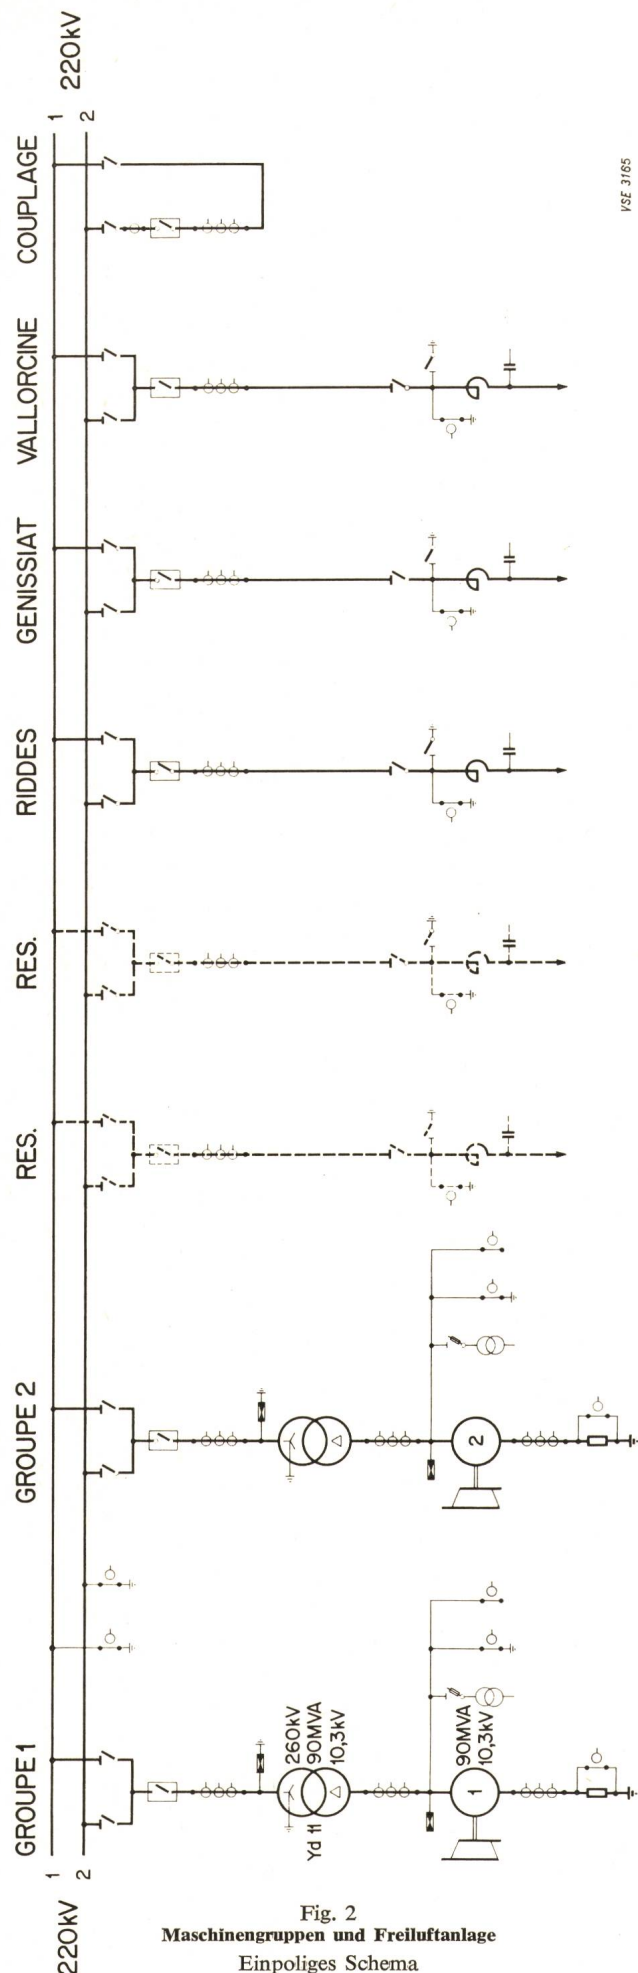 220kV
1
2
COUPLAGE
VALLORCINE
GENISSIAT
RIDDES
RES.
RES.
GROUPE 2
2
GROUPE 1
260kV
90MVA
10,3kV
Yd 11
90MVA
10,3kV
1
1
2
220kV
VSE 3165
Fig. 2
Maschinengruppen und Freiluftanlage
Einpoliges Schema